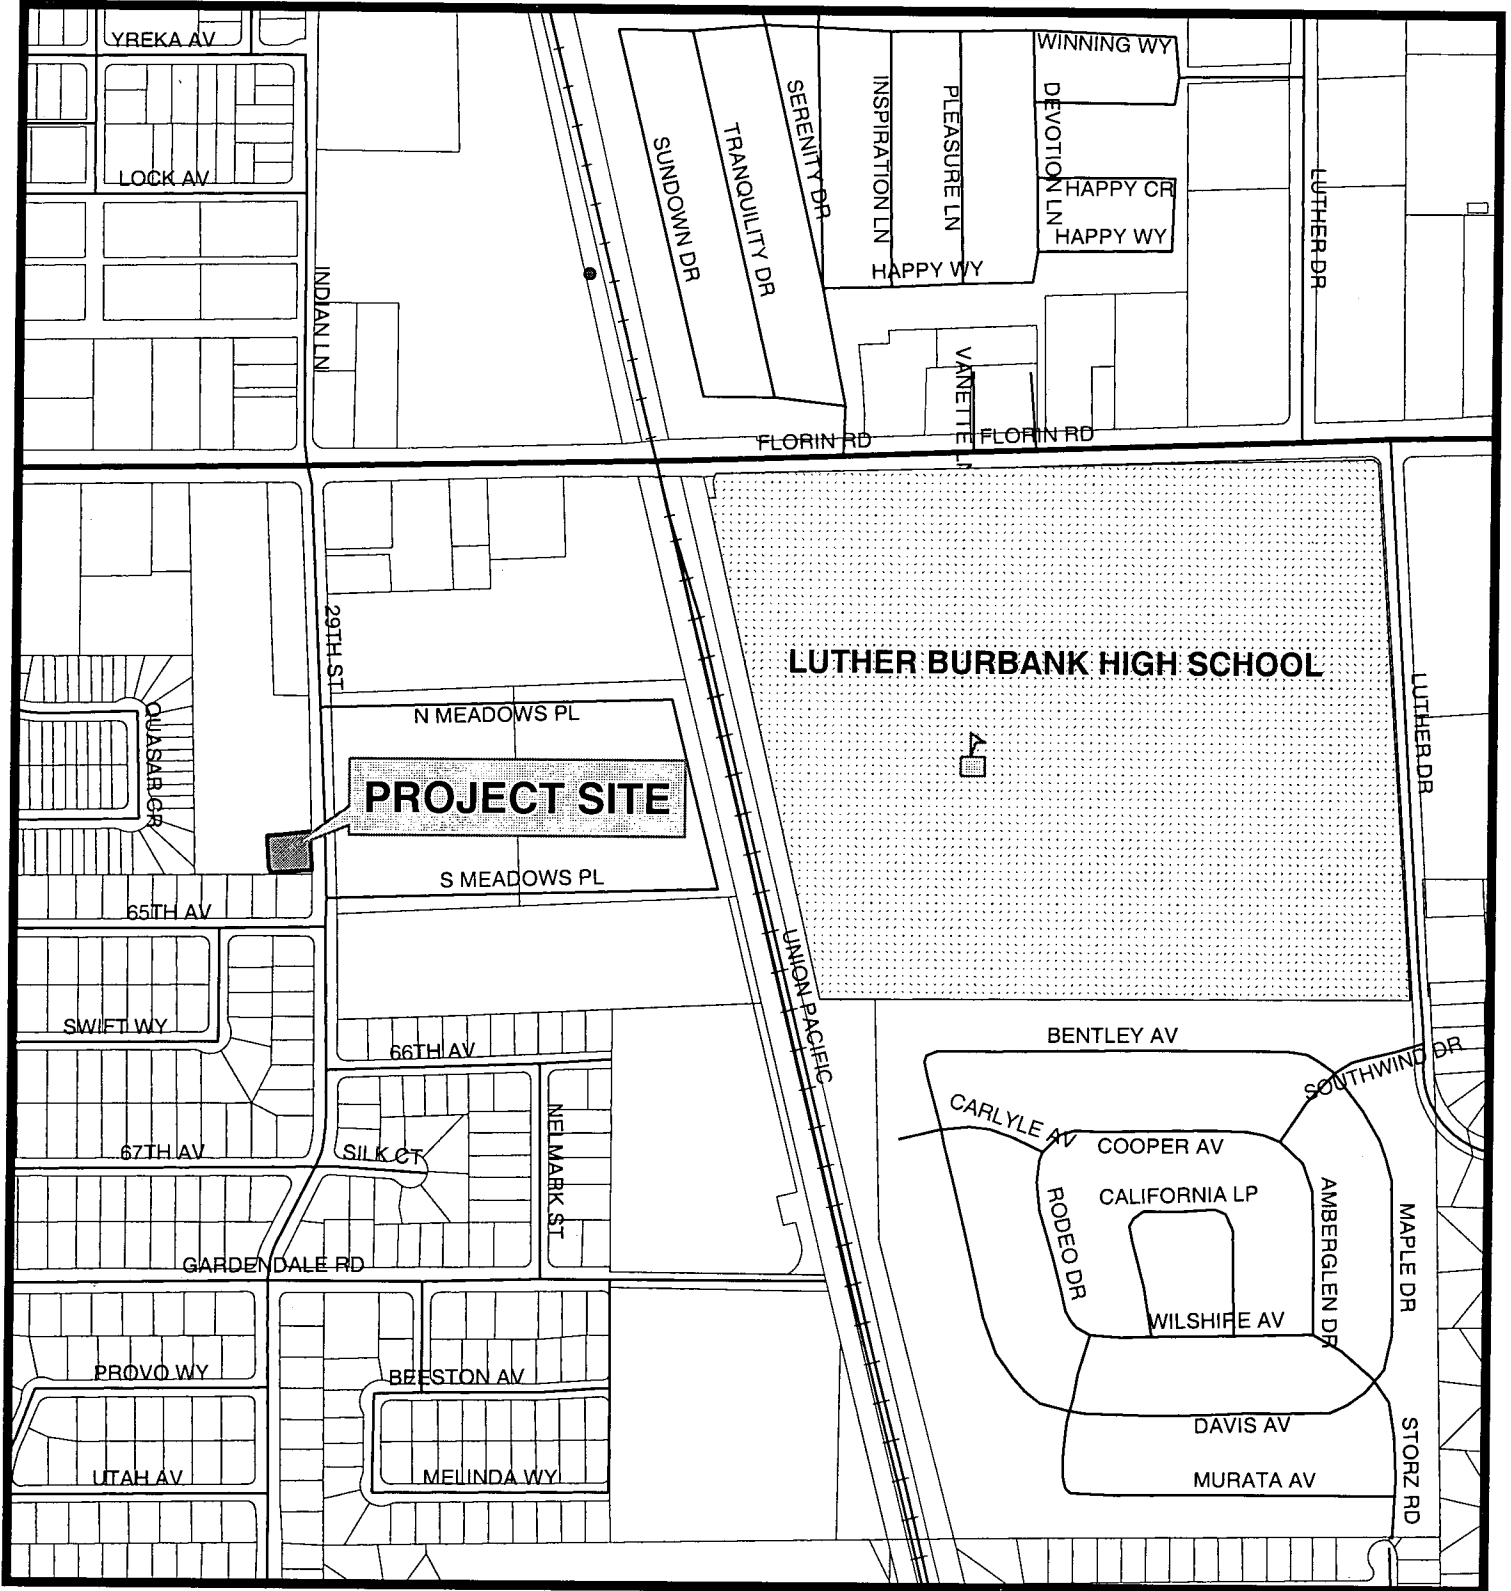 YREKA AV
WINNING WY
LOCK AV
SUNDOWN DR
TRANQUILITY DR
SERENITY DR
INSPIRATION LN
PLEASURE LN
DEVOTION LN
HAPPY CR
HAPPY WY
HAPPY WY
LUTHER DR
INDIAN LN
VANETTE LN
FLORIN RD
FLORIN RD
29TH ST
LUTHER BURBANK HIGH SCHOOL
LUTHER DR
N MEADOWS PL
QUASAR CR
PROJECT SITE
S MEADOWS PL
65TH AV
UNION PACIFIC
SWIFT WY
66TH AV
BENTLEY AV
SOUTHWIND DR
CARLYLE AV
COOPER AV
67TH AV
SILK CT
NELMARK ST
RODEO DR
CALIFORNIA LP
AMBERGLEN DR
MAPLE DR
GARDENDALE RD
WILSHIRE AV
PROVO WY
BEESTON AV
DAVIS AV
STORZ RD
UTAH AV
MELINDA WY
MURATA AV